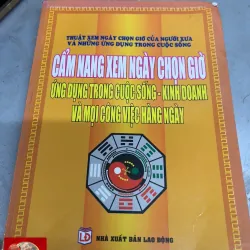 THUẬT XEM NGÀY CHỌN GIỜ CỦA NGƯỜI XƯA
VÀ NHỮNG ỨNG DỤNG TRONG CUỘC SỐNG
CẨM NANG XEM NGÀY CHỌN GIỜ
ỨNG DỤNG TRONG CUỘC SỐNG - KINH DOANH
VÀ MỌI CÔNG VIỆC HÀNG NGÀY
LĐ
NHÀ XUẤT BẢN LAO ĐỘNG